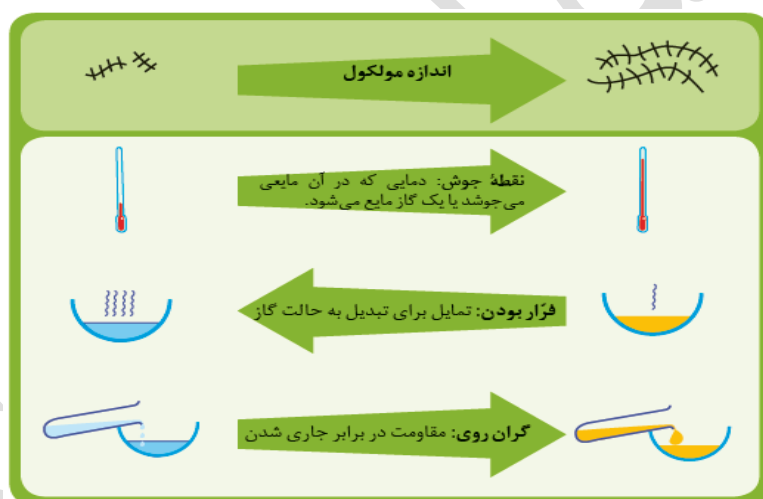 اندازه مولکول
نقطهٔ جوش: دمایی که در آن مایعی
می‌جوشد یا یک گاز مایع می‌شود.
فرّار بودن: تمایل برای تبدیل به حالت گاز
گران روی: مقاومت در برابر جاری شدن